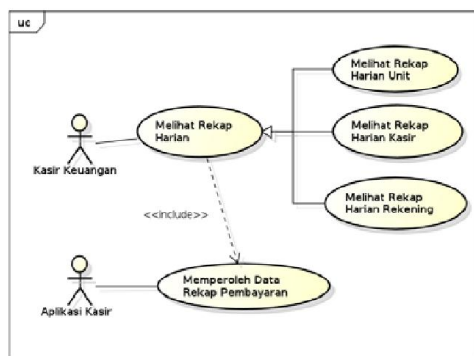 uc
Melihat Rekap
Harian Unit
Melihat Rekap
Harian
Melihat Rekap
Harian Kasir
Kasir Keuangan
Melihat Rekap
Harian Rekening
<<include>>
Memperoleh Data
Rekap Pembayaran
Aplikasi Kasir